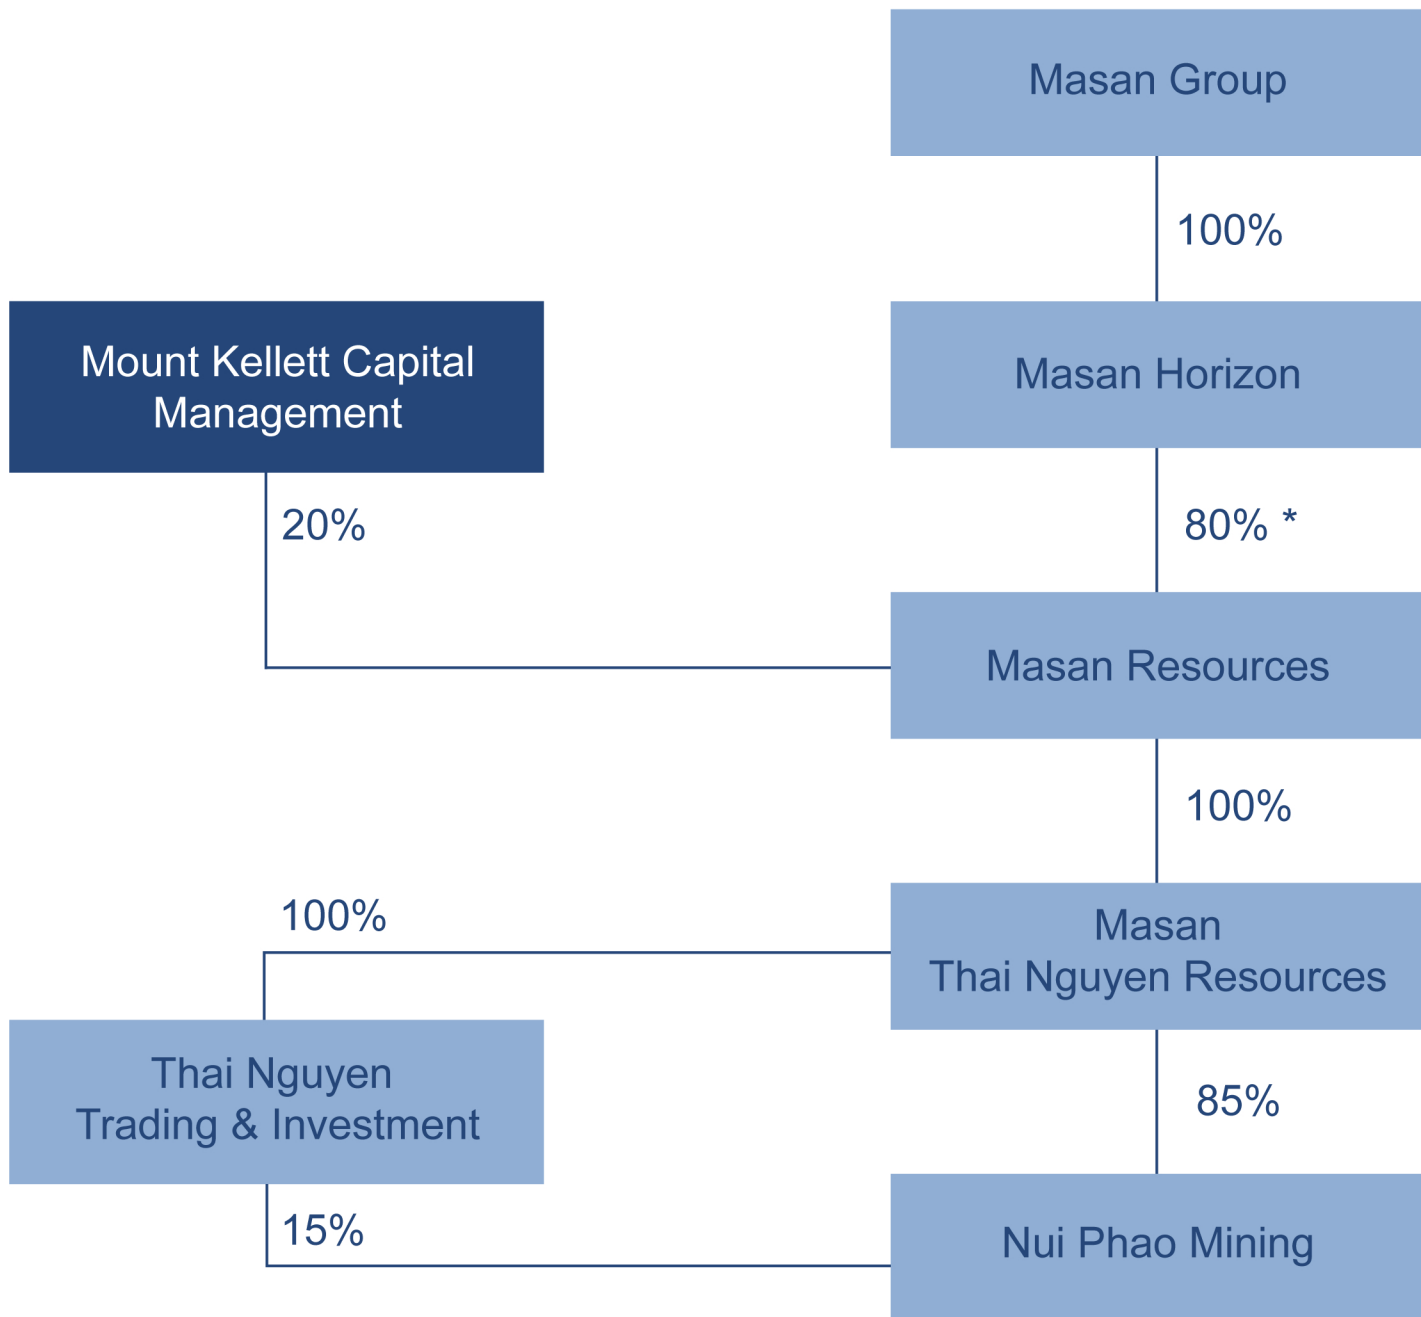 Masan Group
100%
Mount Kellett Capital
Management
Masan Horizon
20%
80% *
Masan Resources
100%
100%
Masan
Thai Nguyen Resources
Thai Nguyen
Trading & Investment
85%
15%
Nui Phao Mining